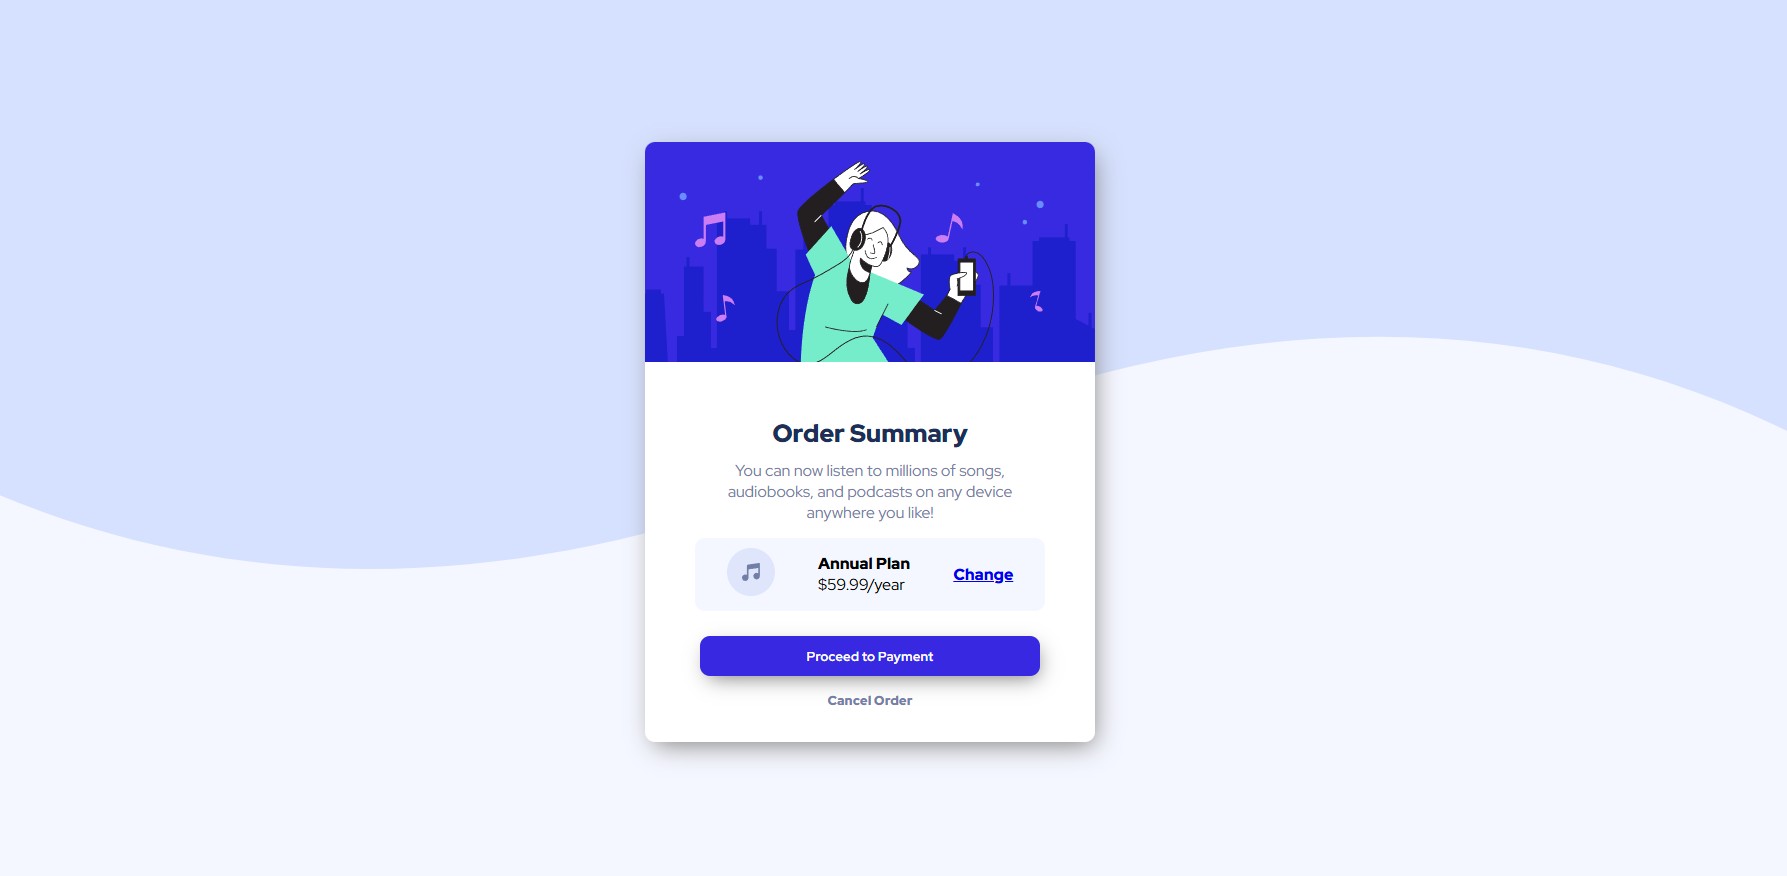 Order Summary
You can now listen to millions of songs,
audiobooks, and podcasts on any device
anywhere you like!
Annual Plan
$59.99/year
Change
Proceed to Payment
Cancel Order